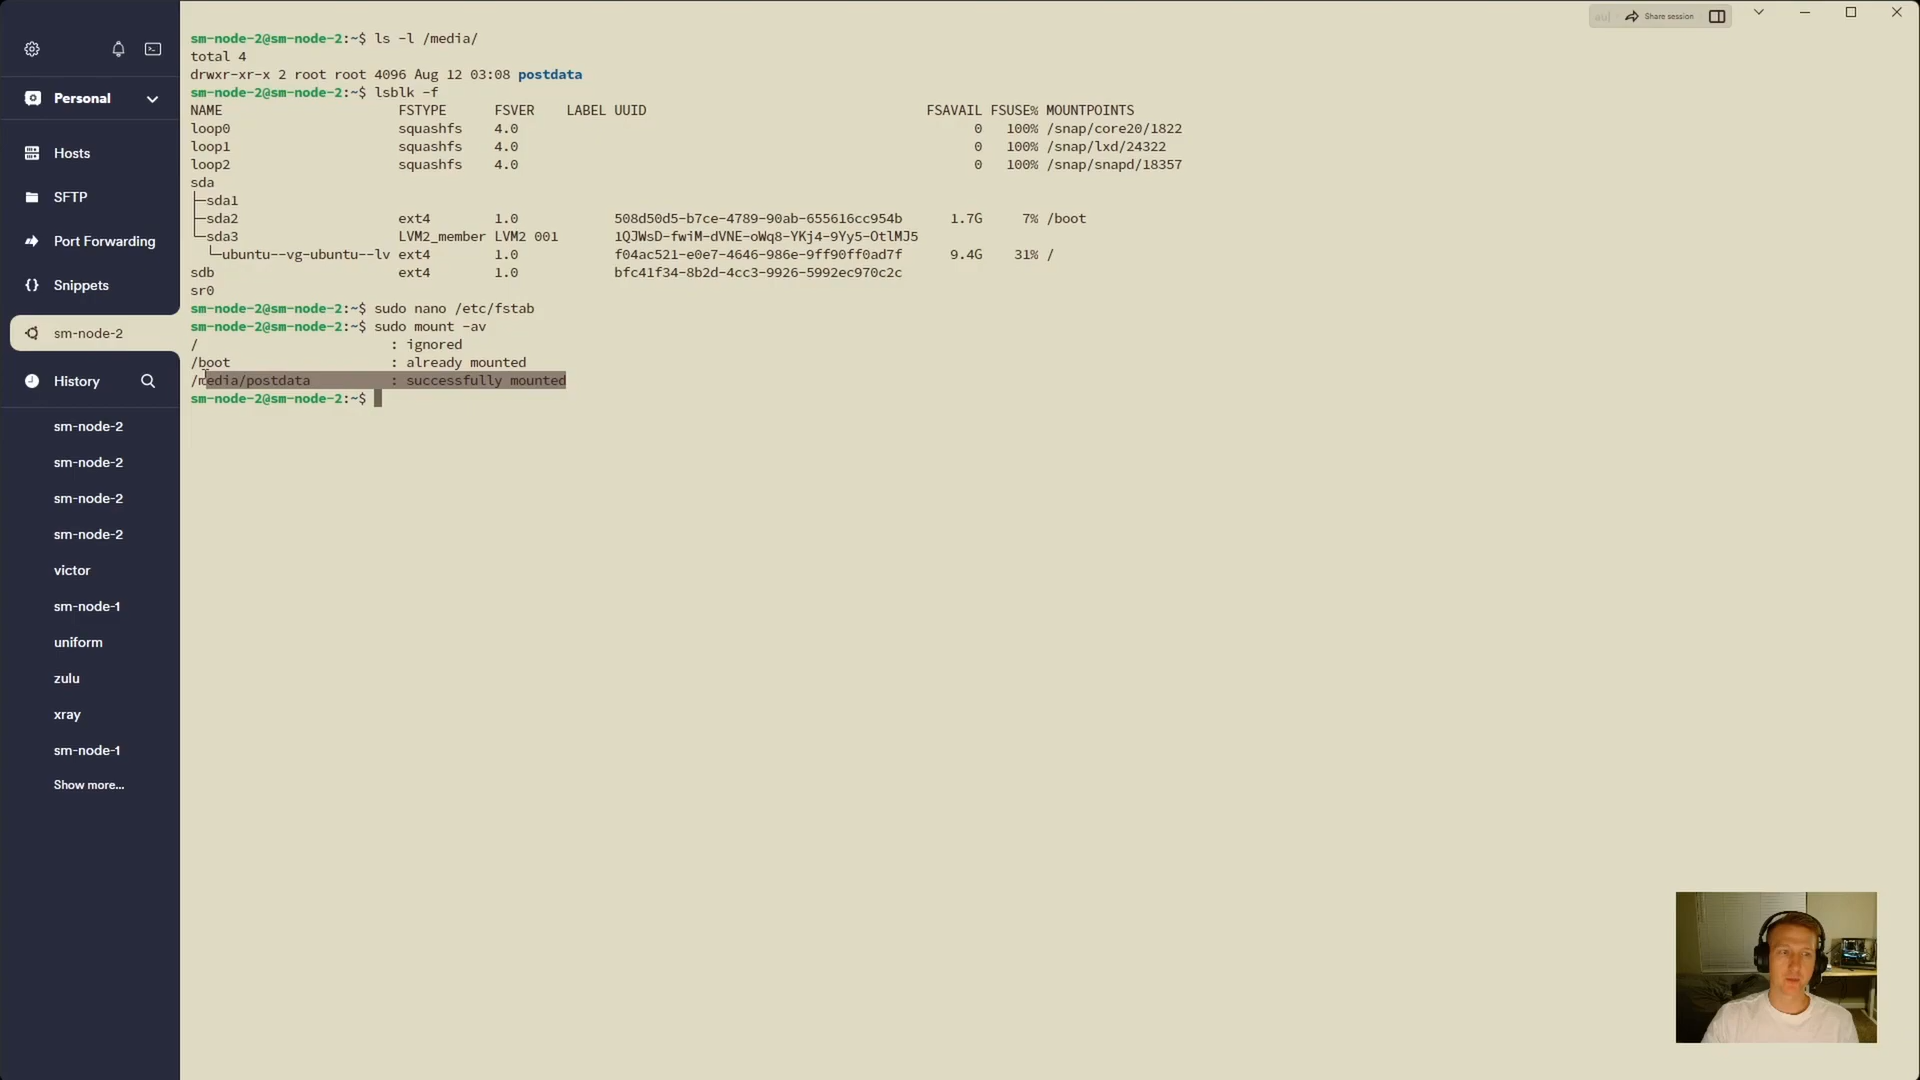 Share session
Personal
Hosts
SFTP
Port Forwarding
Snippets
sm-node-2
History
sm-node-2
sm-node-2
sm-node-2
sm-node-2
victor
sm-node-1
uniform
zulu
xray
sm-node-1
Show more...
sm-node-2@sm-node-2:~$ ls -l /media/
total 4
drwxr-xr-x 2 root root 4096 Aug 12 03:08 postdata
sm-node-2@sm-node-2:~$ lsblk -f
NAME FSTYPE FSVER LABEL UUID FSAVAIL FSUSE% MOUNTPOINTS
loop0 squashfs 4.0 0 100% /snap/core20/1822
loop1 squashfs 4.0 0 100% /snap/lxd/24322
loop2 squashfs 4.0 0 100% /snap/snapd/18357
sda
├─sda1
├─sda2 ext4 1.0 508d50d5-b7ce-4789-90ab-655616cc954b 1.7G 7% /boot
└─sda3 LVM2_member LVM2 001 1QJWsD-fwiM-dVNE-oWq8-YKj4-9Yy5-OtlMJ5
└─ubuntu--vg-ubuntu--lv ext4 1.0 f04ac521-e0e7-4646-986e-9ff90ff0ad7f 9.4G 31% /
sdb ext4 1.0 bfc41f34-8b2d-4cc3-9926-5992ec970c2c
sr0
sm-node-2@sm-node-2:~$ sudo nano /etc/fstab
sm-node-2@sm-node-2:~$ sudo mount -av
/ : ignored
/boot : already mounted
/media/postdata : successfully mounted
sm-node-2@sm-node-2:~$